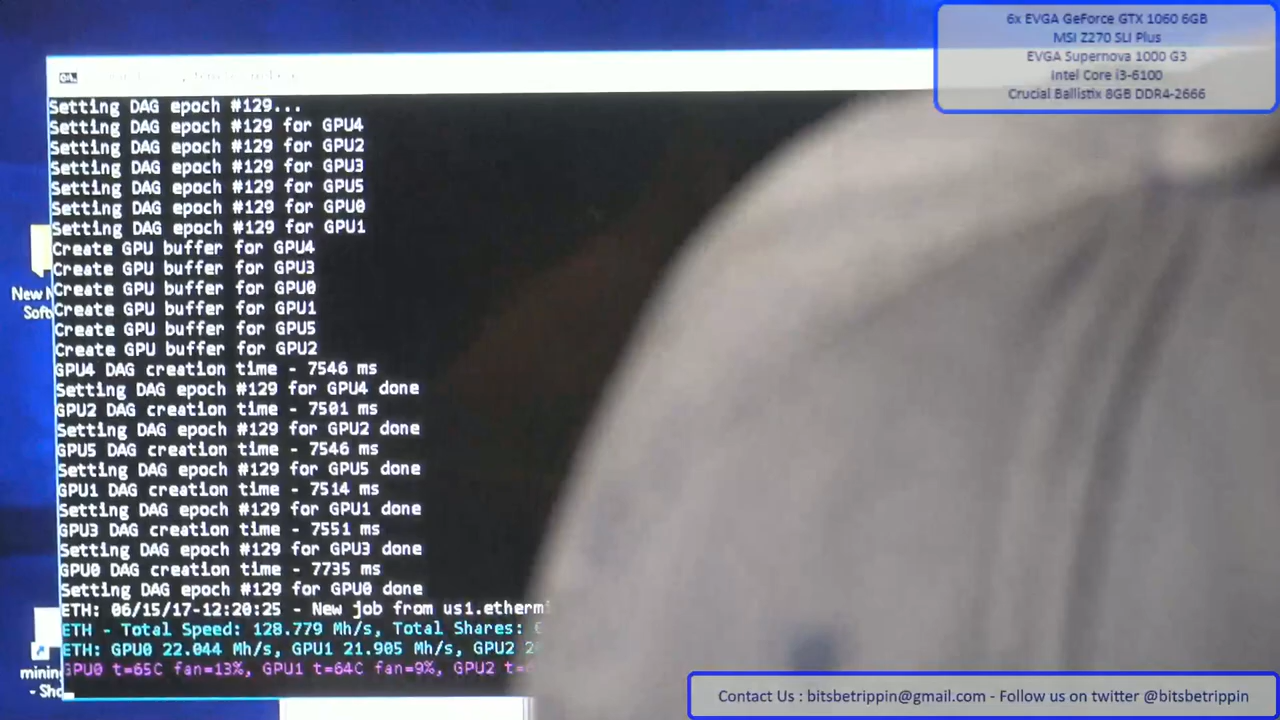 6x EVGA GeForce GTX 1060 6GB
MSI Z270 SLI Plus
EVGA Supernova 1000 G3
Intel Core i3-6100
Crucial Ballistix 8GB DDR4-2666
Setting DAG epoch #129...
Setting DAG epoch #129 for GPU4
Setting DAG epoch #129 for GPU2
Setting DAG epoch #129 for GPU3
Setting DAG epoch #129 for GPU5
Setting DAG epoch #129 for GPU0
Setting DAG epoch #129 for GPU1
Create GPU buffer for GPU4
Create GPU buffer for GPU3
Create GPU buffer for GPU0
Create GPU buffer for GPU1
Create GPU buffer for GPU5
Create GPU buffer for GPU2
GPU4 DAG creation time - 7546 ms
Setting DAG epoch #129 for GPU4 done
GPU2 DAG creation time - 7501 ms
Setting DAG epoch #129 for GPU2 done
GPU5 DAG creation time - 7546 ms
Setting DAG epoch #129 for GPU5 done
GPU1 DAG creation time - 7514 ms
Setting DAG epoch #129 for GPU1 done
GPU3 DAG creation time - 7551 ms
Setting DAG epoch #129 for GPU3 done
GPU0 DAG creation time - 7735 ms
Setting DAG epoch #129 for GPU0 done
ETH: 06/15/17-12:20:25 - New job from us1.ethermi
ETH - Total Speed: 128.779 Mh/s, Total Shares:
ETH: GPU0 22.044 Mh/s, GPU1 21.905 Mh/s, GPU2
GPU0 t=65C fan=13%, GPU1 t=64C fan=9%, GPU2 t=
New
Soft
mining
- Sho
Contact Us : bitsbetrippin@gmail.com - Follow us on twitter @bitsbetrippin